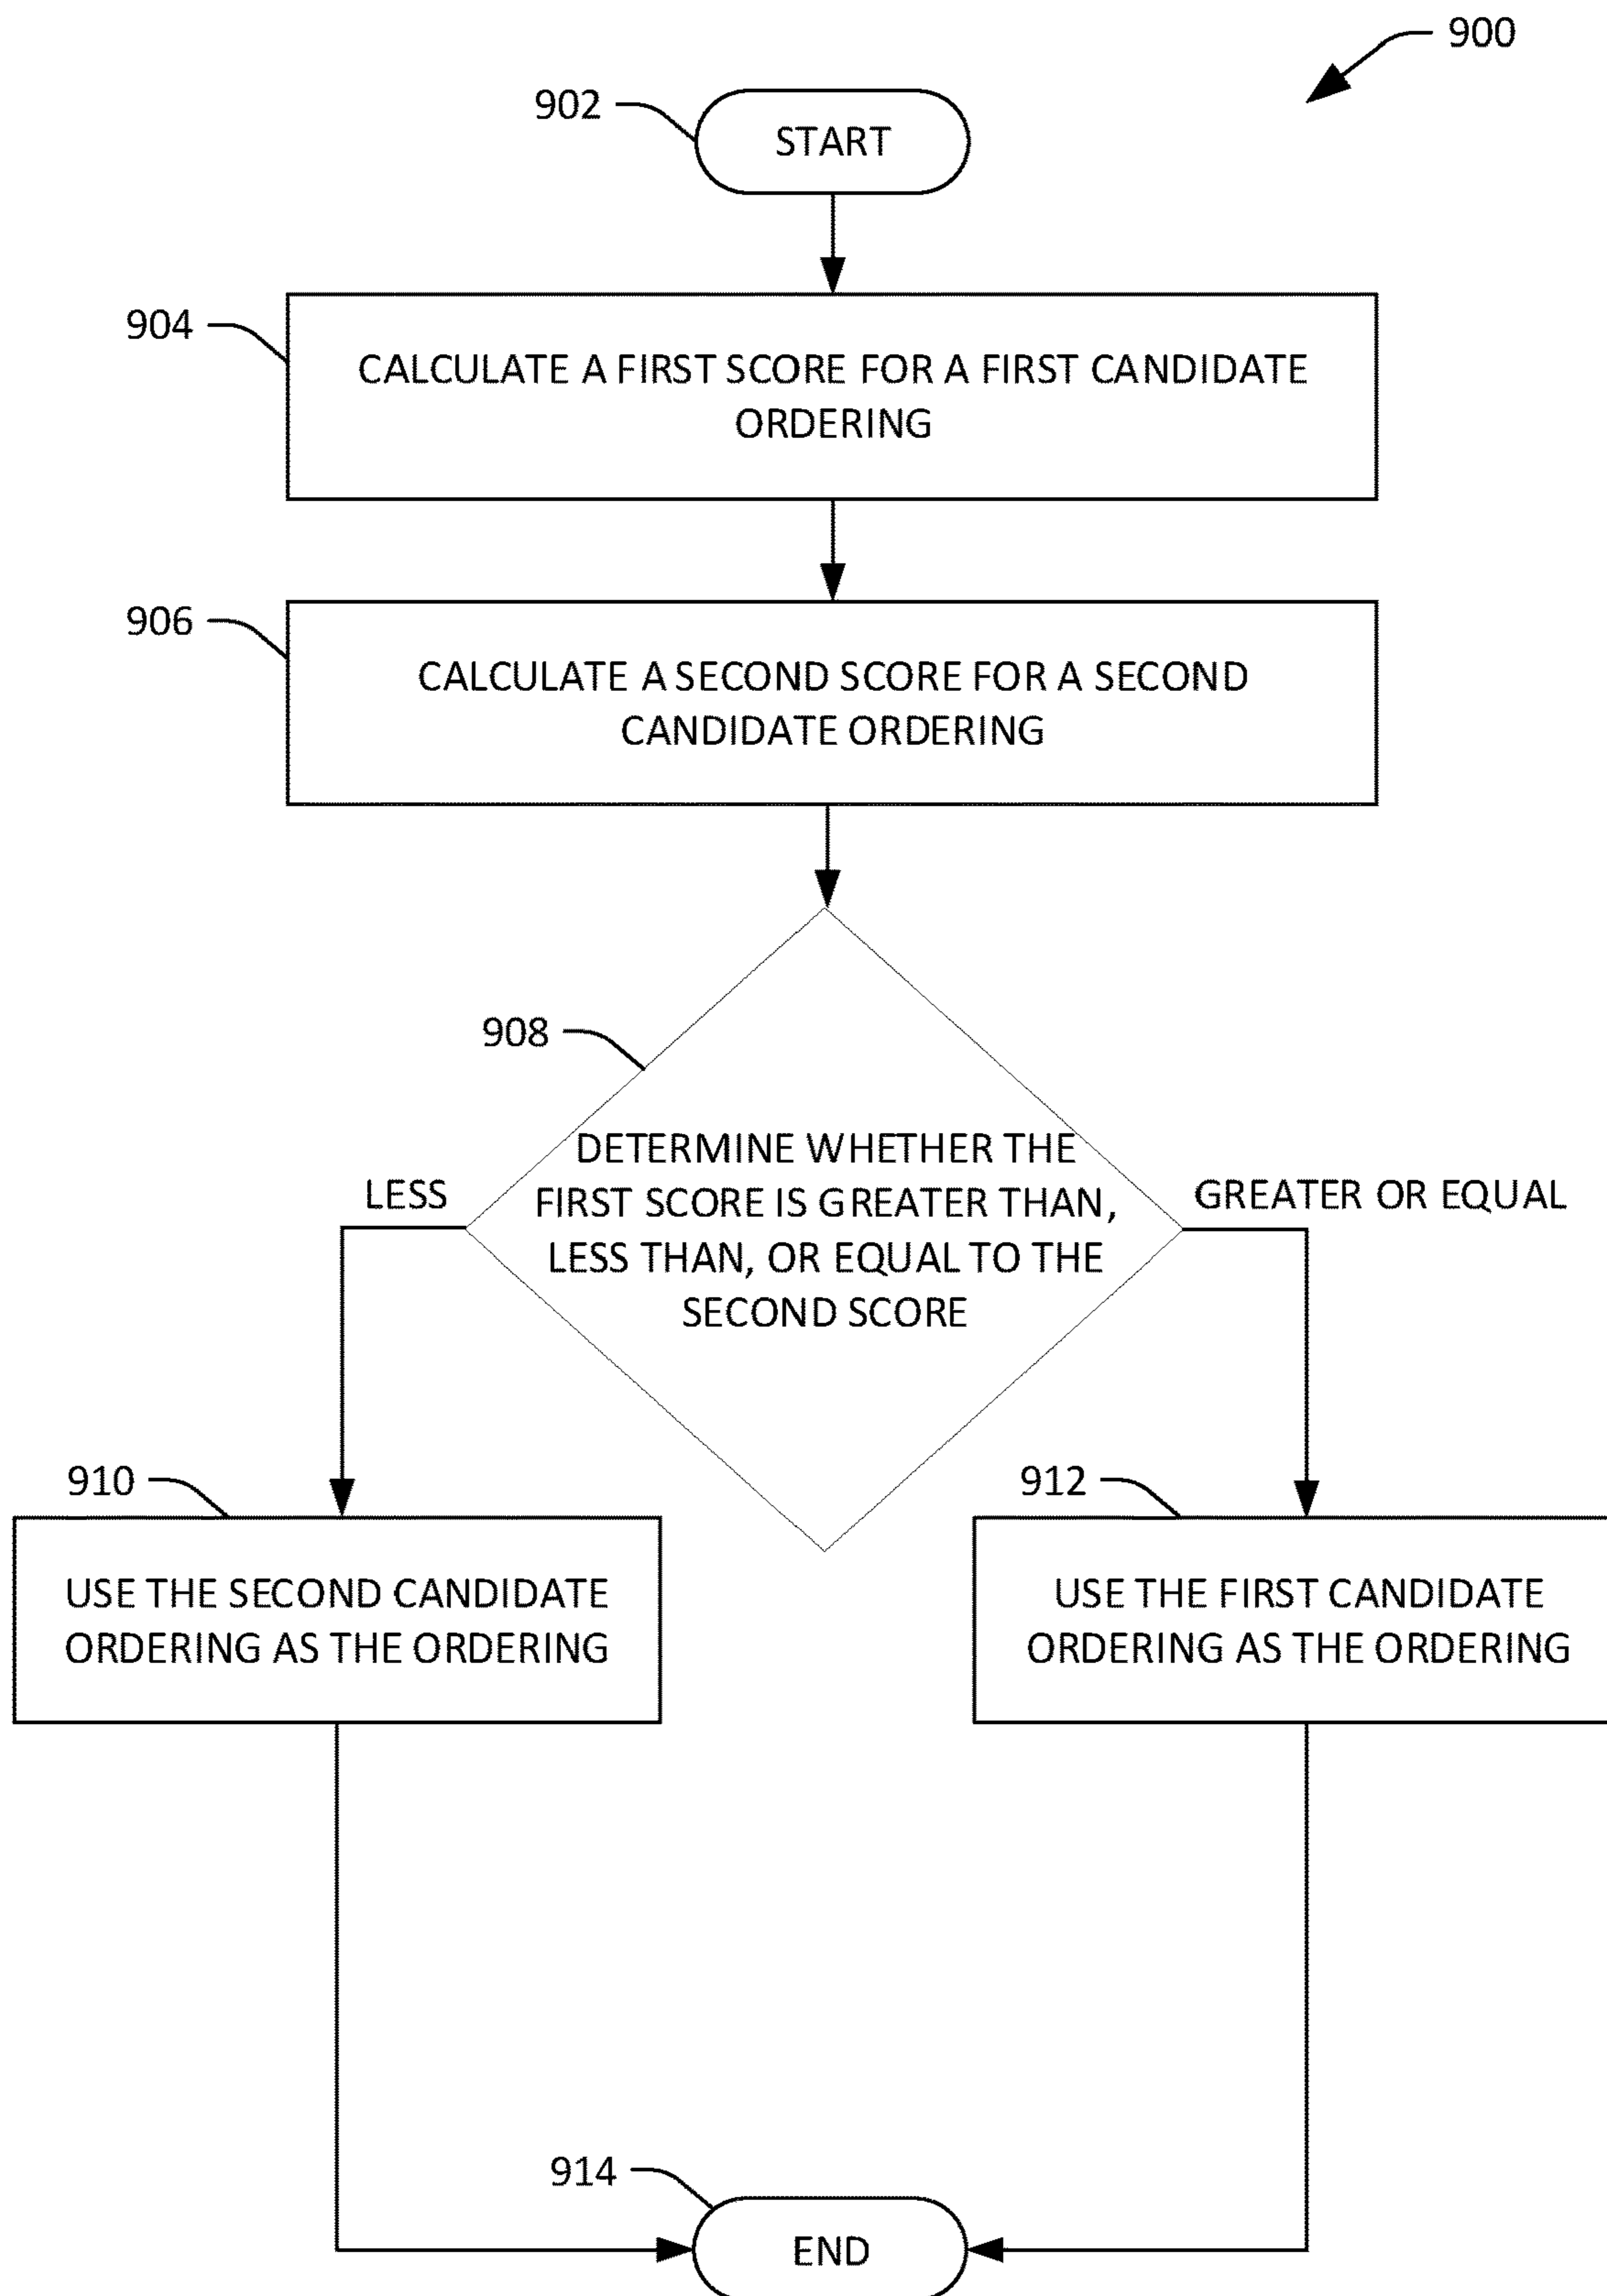 900
902
START
904
CALCULATE A FIRST SCORE FOR A FIRST CANDIDATE
ORDERING
906
CALCULATE A SECOND SCORE FOR A SECOND
CANDIDATE ORDERING
908
DETERMINE WHETHER THE
FIRST SCORE IS GREATER THAN,
LESS THAN, OR EQUAL TO THE
SECOND SCORE
LESS
GREATER OR EQUAL
910
USE THE SECOND CANDIDATE
ORDERING AS THE ORDERING
912
USE THE FIRST CANDIDATE
ORDERING AS THE ORDERING
914
END